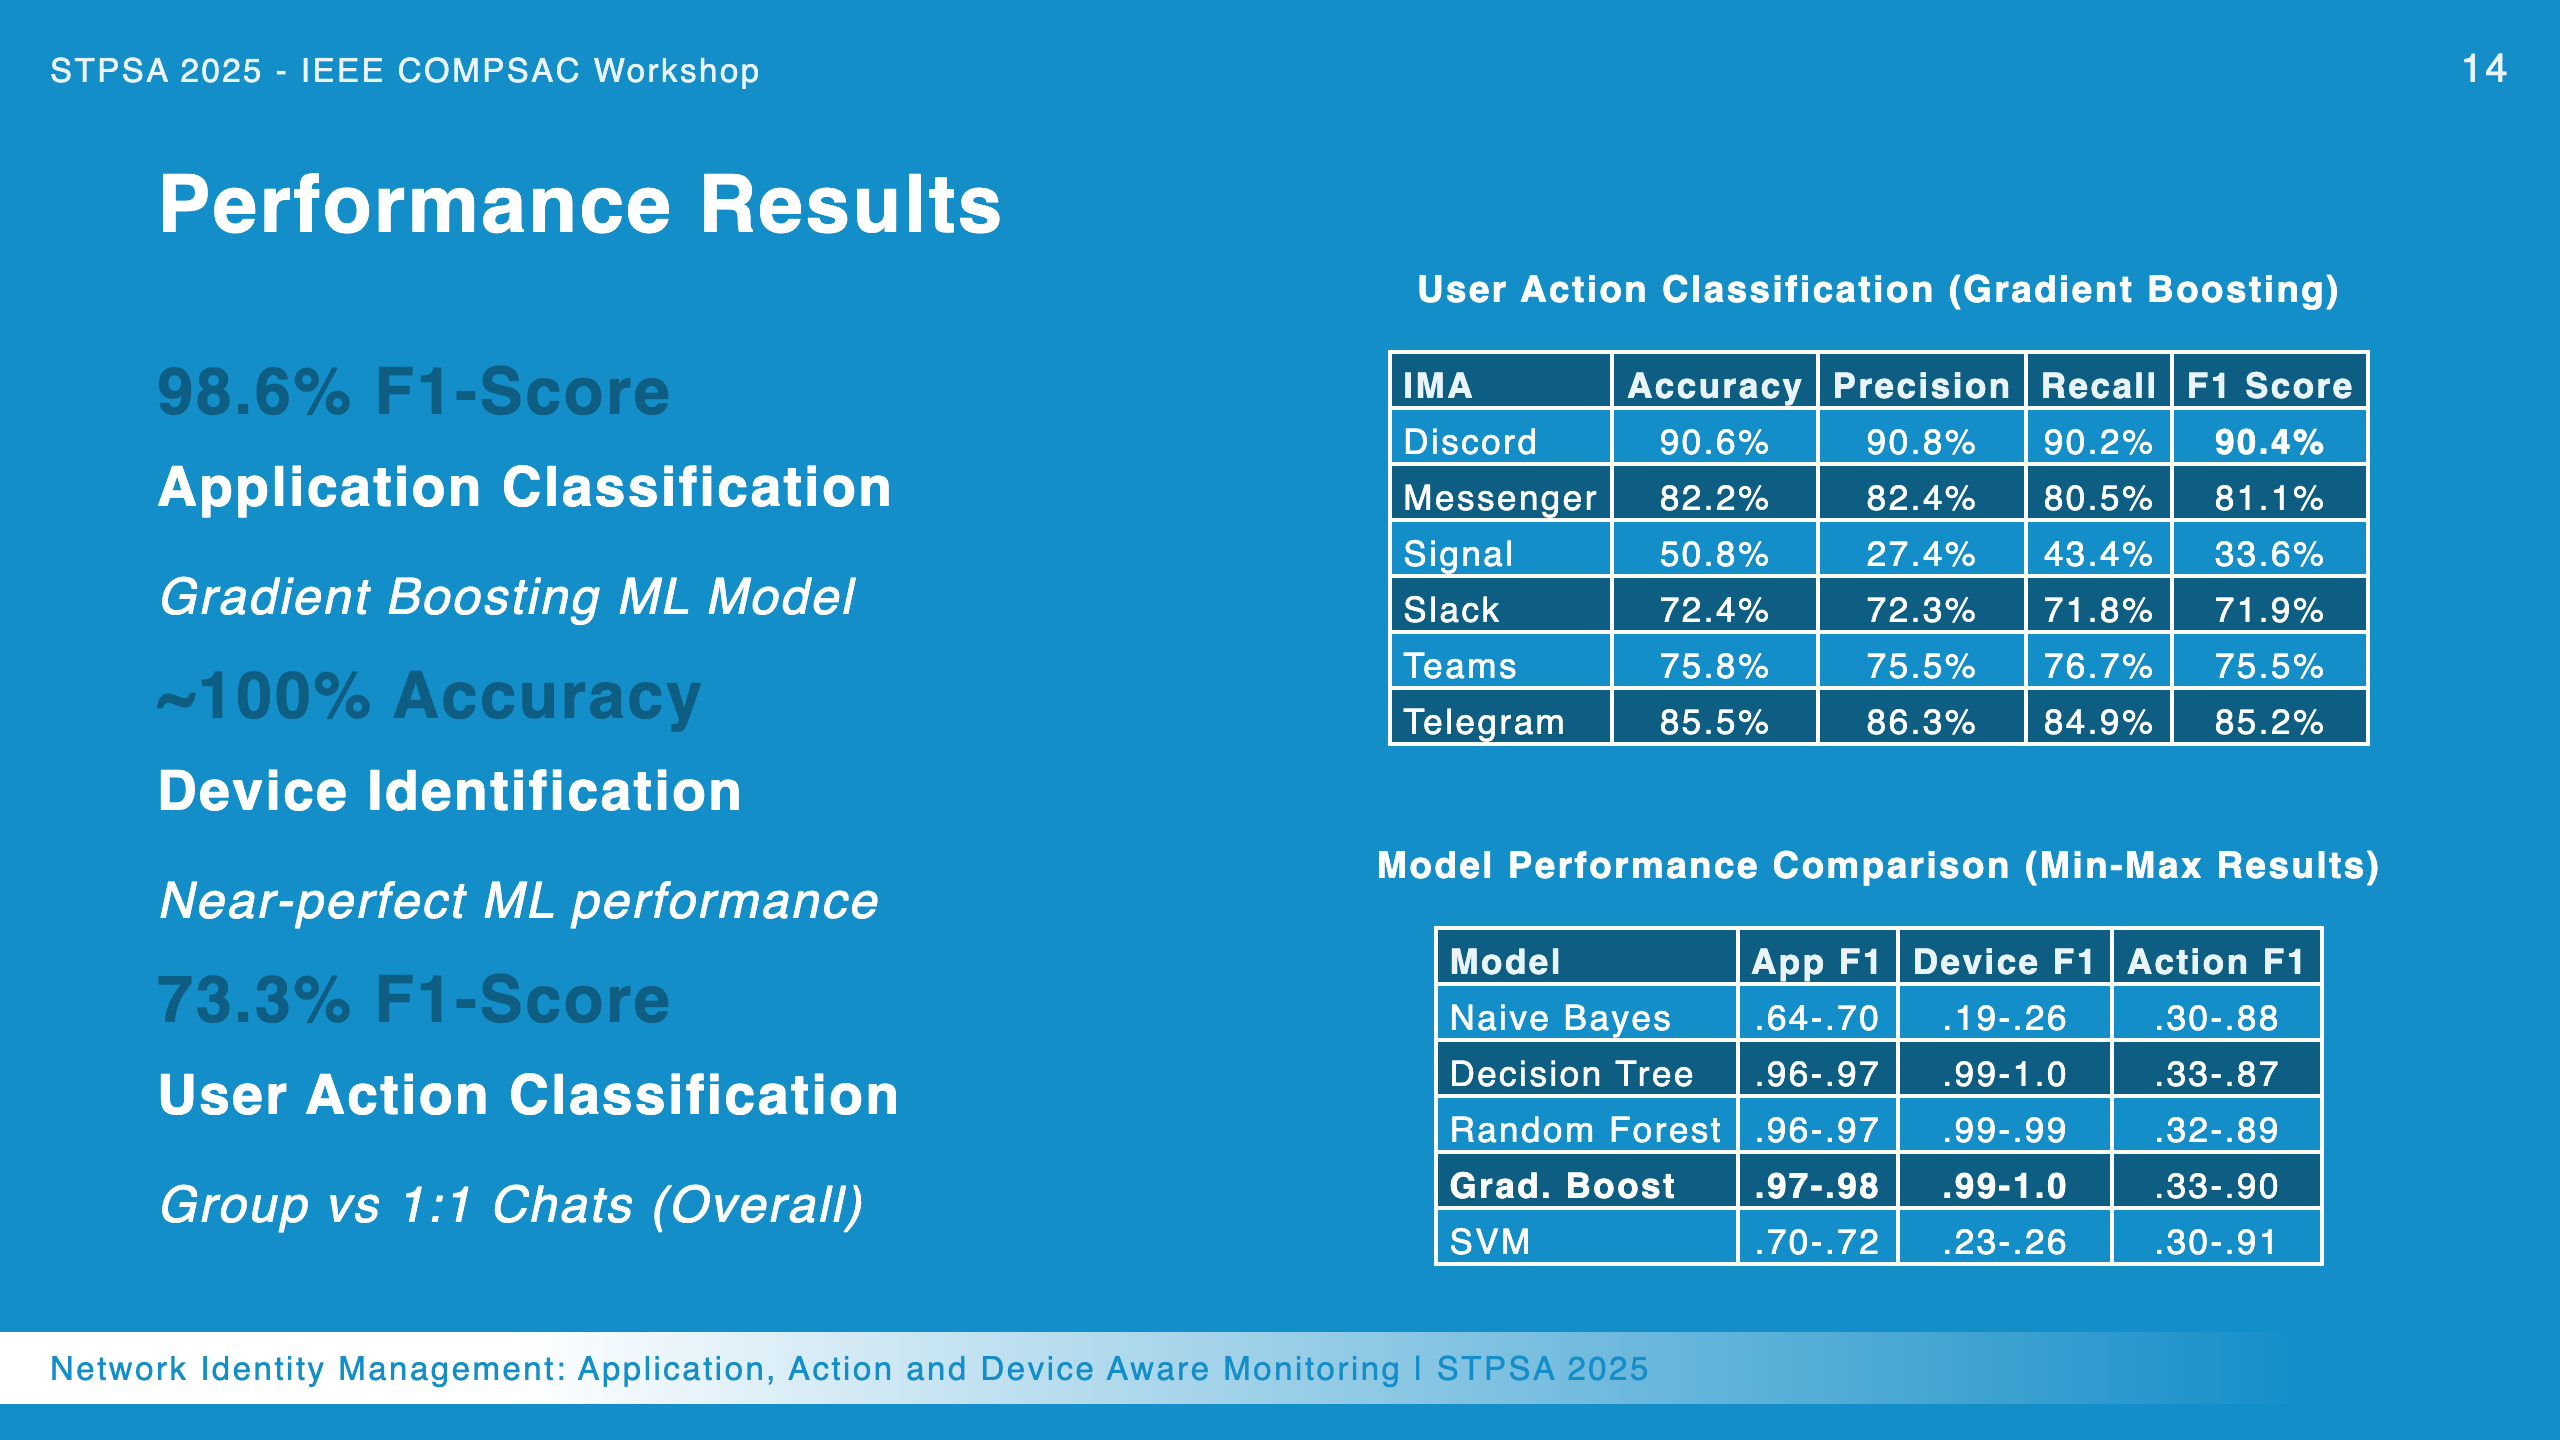 STPSA 2025 - IEEE COMPSAC Workshop
14
Performance Results
98.6% F1-Score
Application Classification
Gradient Boosting ML Model
~100% Accuracy
Device Identification
Near-perfect ML performance
73.3% F1-Score
User Action Classification
Group vs 1:1 Chats (Overall)
User Action Classification (Gradient Boosting)
IMA Accuracy Precision Recall F1 Score
Discord 90.6% 90.8% 90.2% 90.4%
Messenger 82.2% 82.4% 80.5% 81.1%
Signal 50.8% 27.4% 43.4% 33.6%
Slack 72.4% 72.3% 71.8% 71.9%
Teams 75.8% 75.5% 76.7% 75.5%
Telegram 85.5% 86.3% 84.9% 85.2%
Model Performance Comparison (Min-Max Results)
Model App F1 Device F1 Action F1
Naive Bayes .64-.70 .19-.26 .30-.88
Decision Tree .96-.97 .99-1.0 .33-.87
Random Forest .96-.97 .99-.99 .32-.89
Grad. Boost .97-.98 .99-1.0 .33-.90
SVM .70-.72 .23-.26 .30-.91
Network Identity Management: Application, Action and Device Aware Monitoring | STPSA 2025